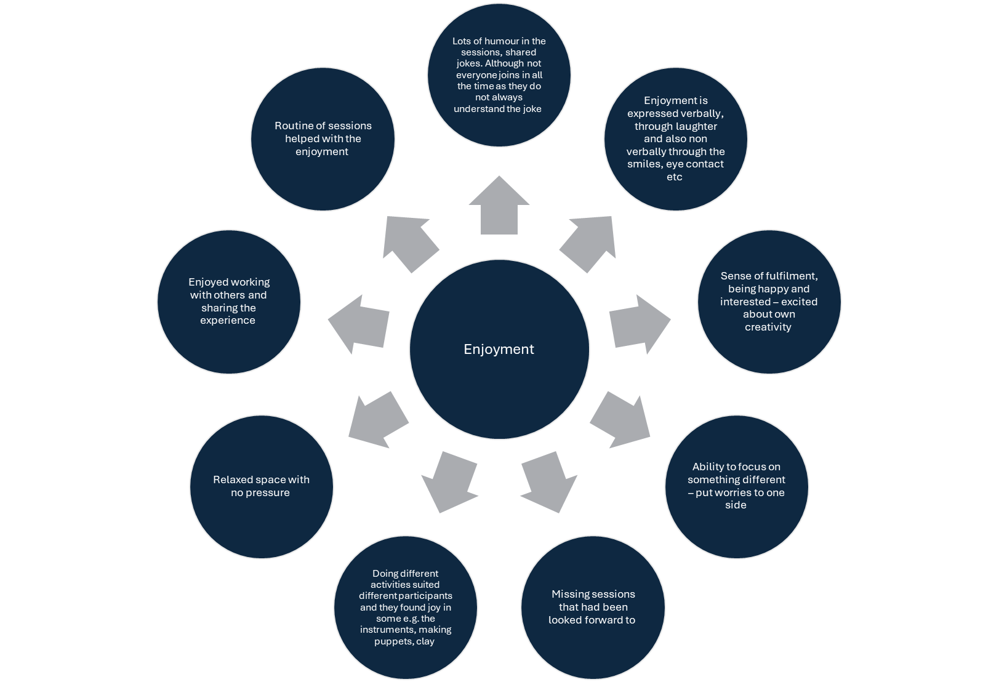 Lots of humour in the
sessions, shared
jokes. Although not
everyone joins in all
the time as they do
not always
understand the joke
Enjoyment is
expressed verbally,
through laughter
and also non
verbally through the
smiles, eye contact
etc
Sense of fulfilment,
being happy and
interested – excited
about own
creativity
Ability to focus on
something different
– put worries to one
side
Missing sessions
that had been
looked forward to
Doing different
activities suited
different participants
and they found joy in
some e.g. the
instruments, making
puppets, clay
Relaxed space with
no pressure
Enjoyed working
with others and
sharing the
experience
Routine of sessions
helped with the
enjoyment
Enjoyment